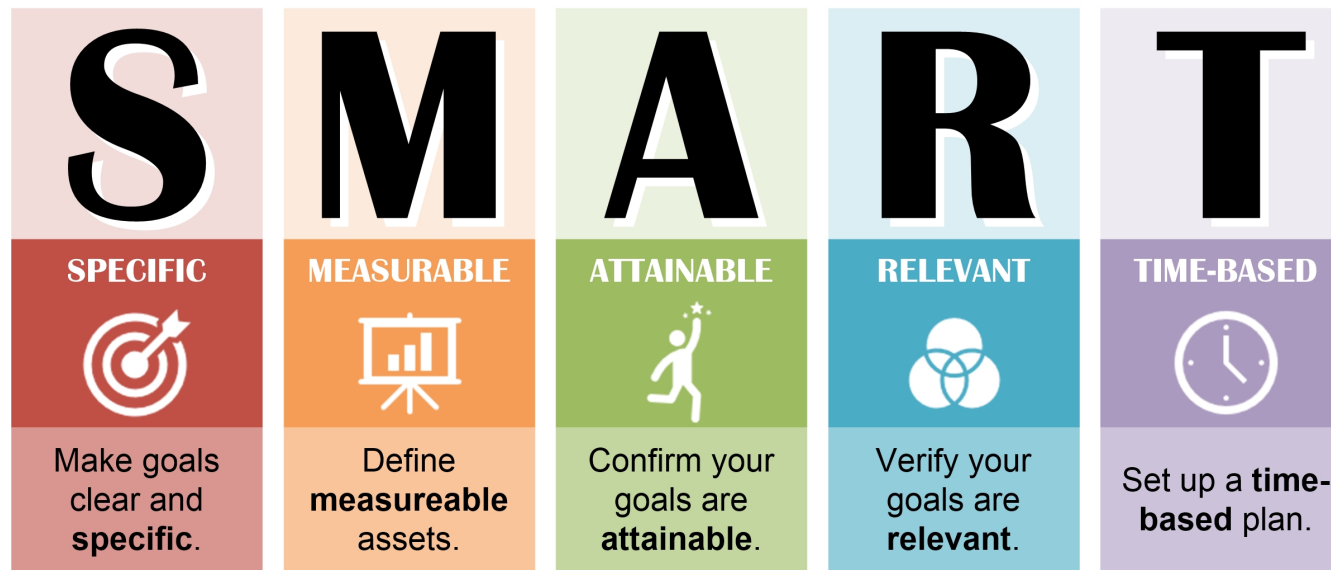 S M A R T
SPECIFIC
MEASURABLE
ATTAINABLE
RELEVANT
TIME-BASED
Make goals
clear and
specific.
Define
measureable
assets.
Confirm your
goals are
attainable.
Verify your
goals are
relevant.
Set up a time-
based plan.